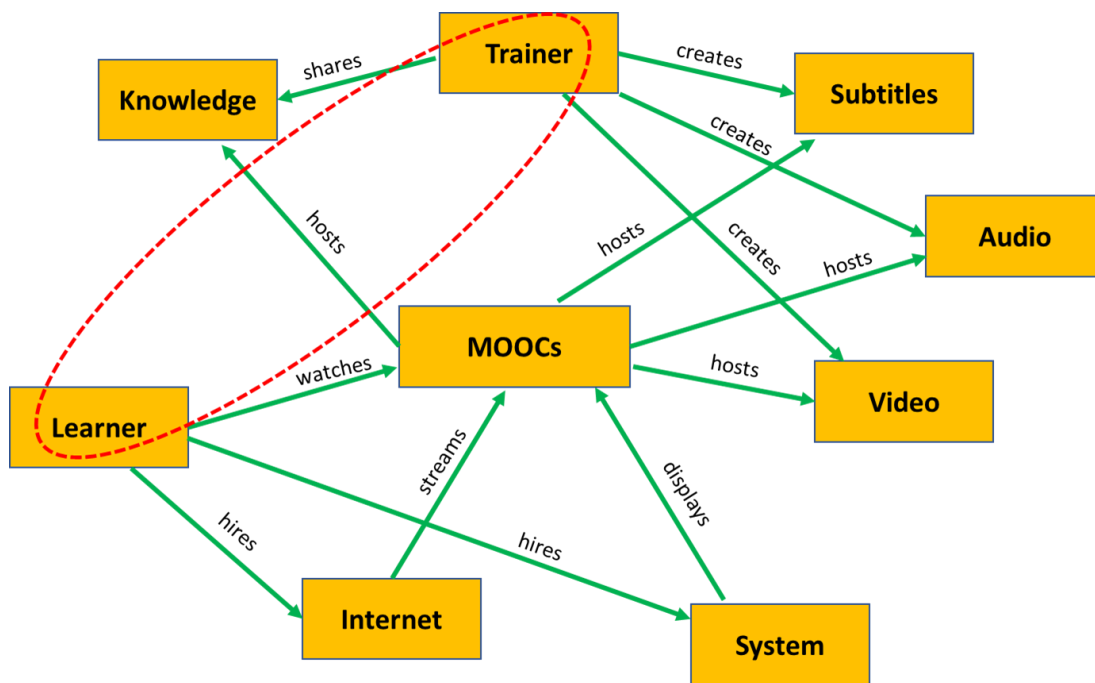 Trainer
creates
shares
Knowledge
Subtitles
creates
hosts
hosts
creates
Audio
hosts
MOOCs
watches
hosts
Video
Learner
streams
displays
hires
hires
Internet
System